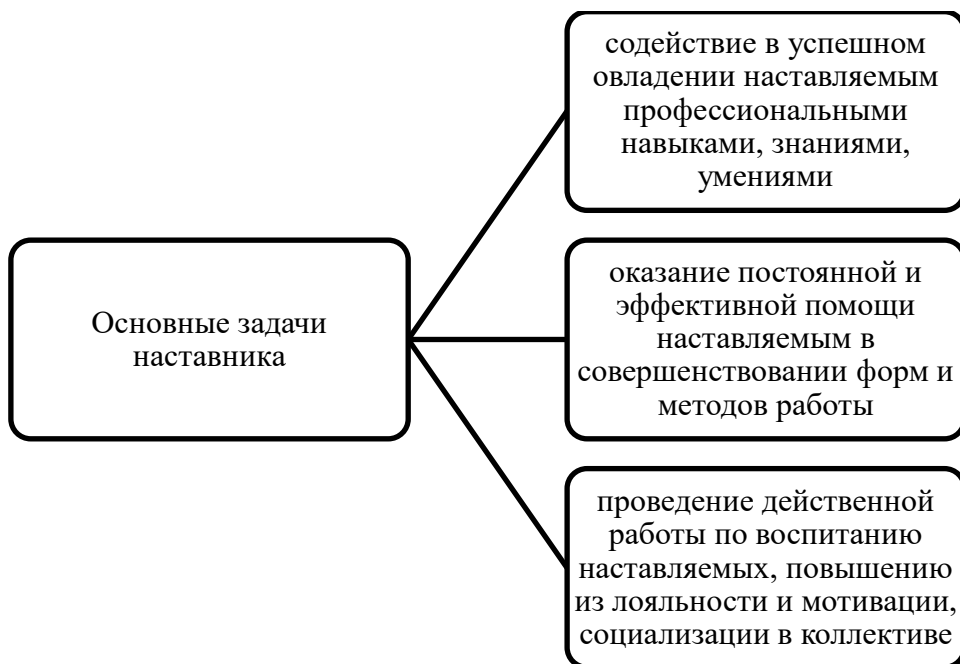 Основные задачи
наставника
содействие в успешном
овладении наставляемым
профессиональными
навыками, знаниями,
умениями
оказание постоянной и
эффективной помощи
наставляемым в
совершенствовании форм и
методов работы
проведение действенной
работы по воспитанию
наставляемых, повышению
из лояльности и мотивации,
социализации в коллективе